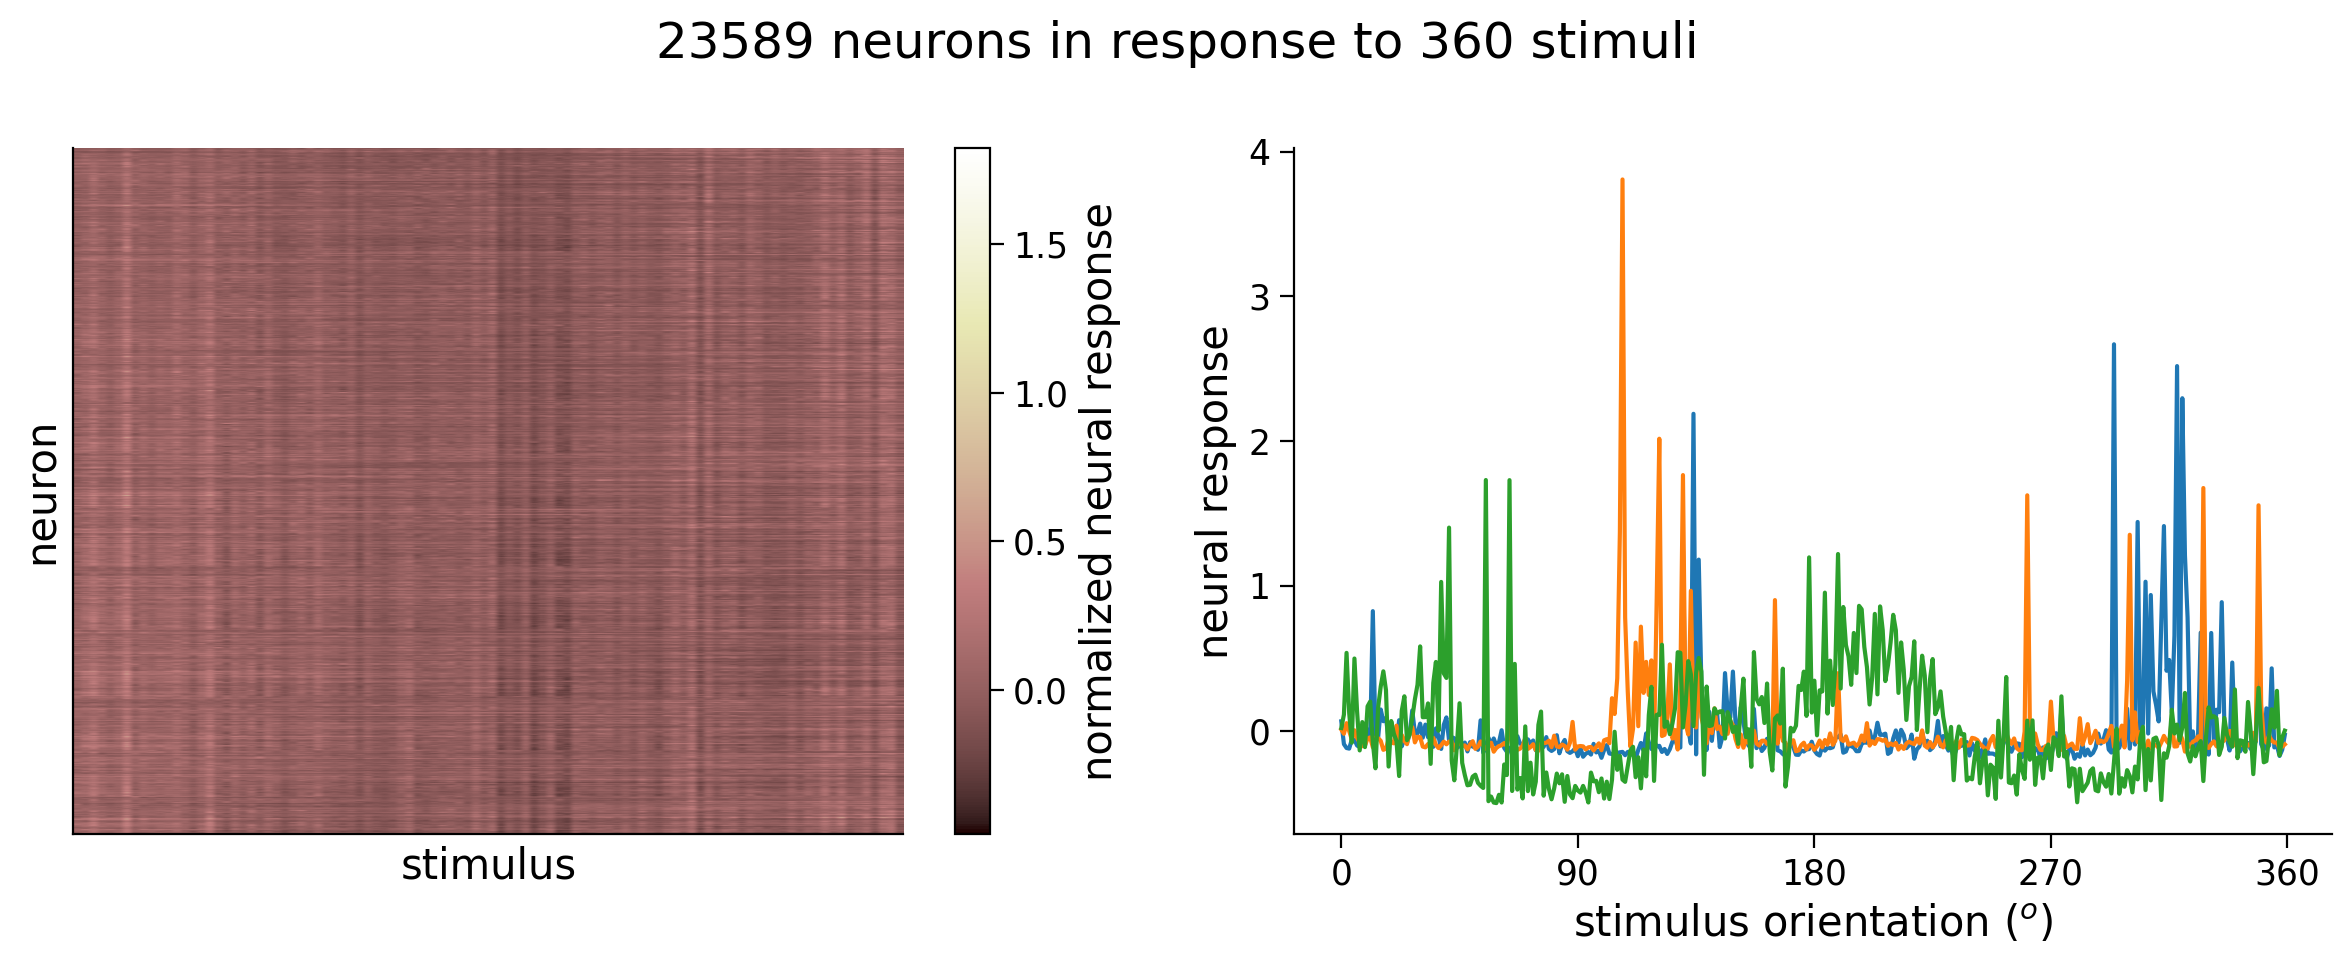 23589 neurons in response to 360 stimuli
neuron
stimulus
1.5
1.0
0.5
0.0
normalized neural response
neural response
4
3
2
1
0
0 90 180 270 360
stimulus orientation (°)